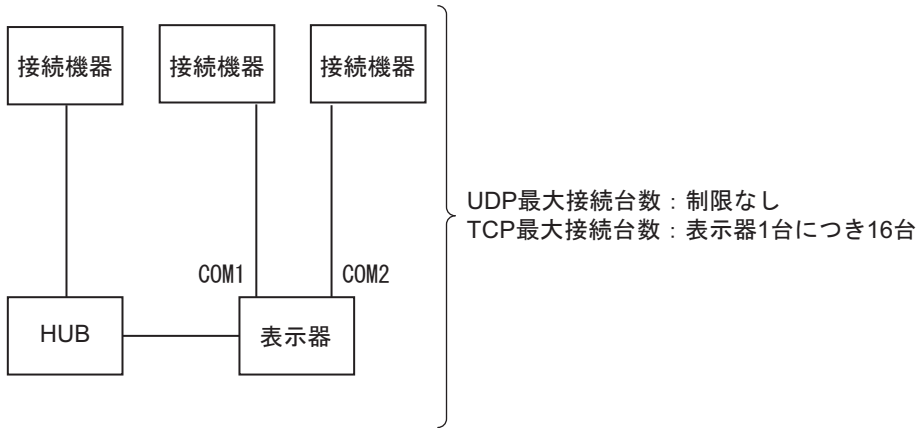 接続機器
接続機器
接続機器
UDP最大接続台数：制限なし
TCP最大接続台数：表示器1台につき16台
COM1
COM2
HUB
表示器